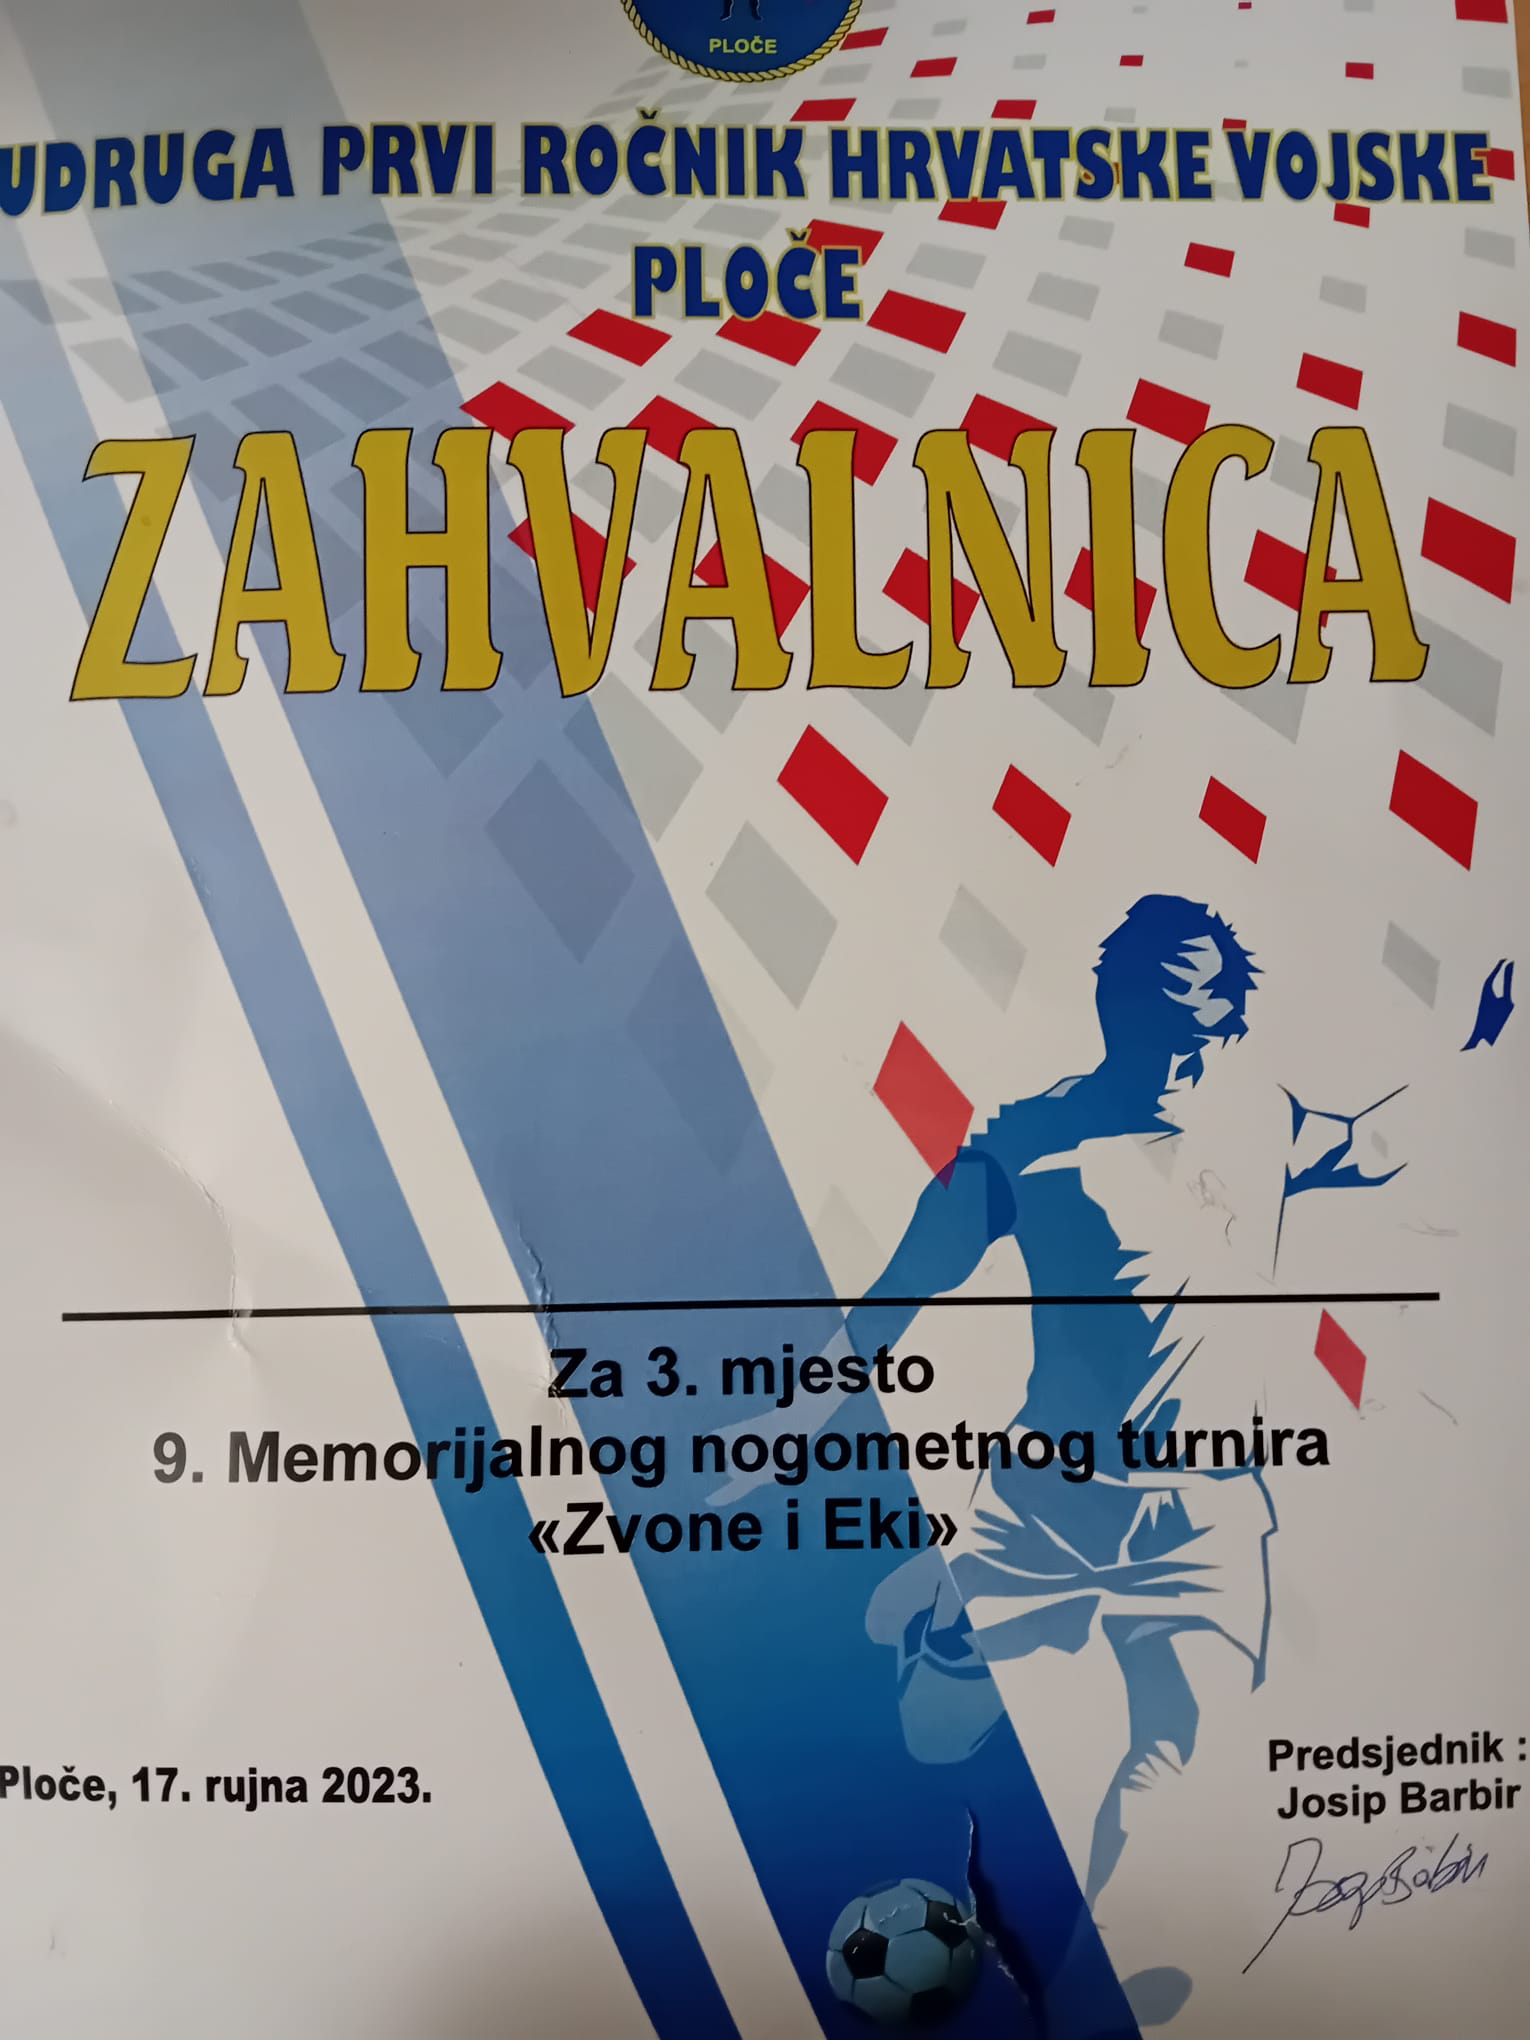 PLOČE
UDRUGA PRVI ROČNIK HRVATSKE VOJSKE
PLOČE
ZAHVALNICA
Za 3. mjesto
9. Memorijalnog nogometnog turnira
«Zvone i Eki»
Ploče, 17. rujna 2023.
Predsjednik :
Josip Barbir